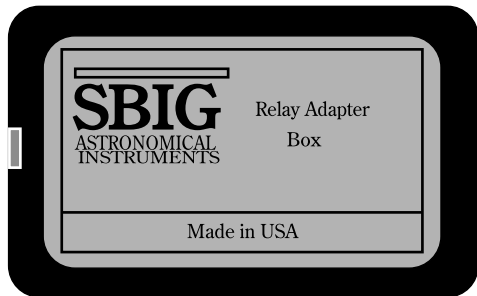 SBIG
ASTRONOMICAL
INSTRUMENTS
Relay Adapter
Box
Made in USA